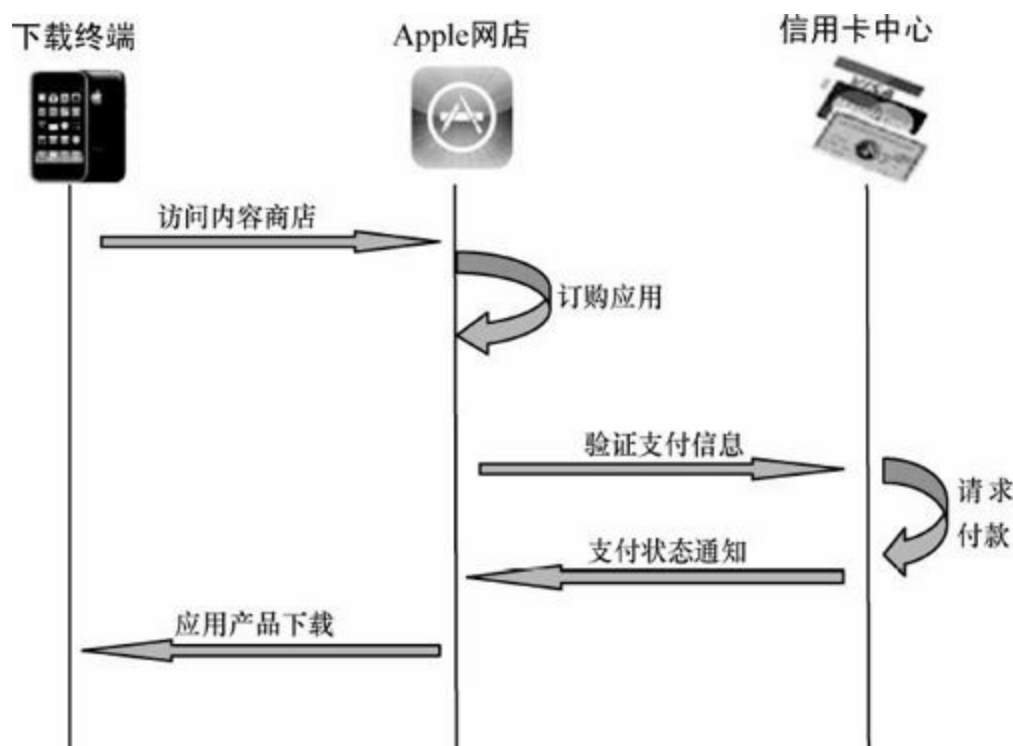 下载终端
Apple网店
信用卡中心
访问内容商店
订购应用
验证支付信息
请求
付款
支付状态通知
应用产品下载